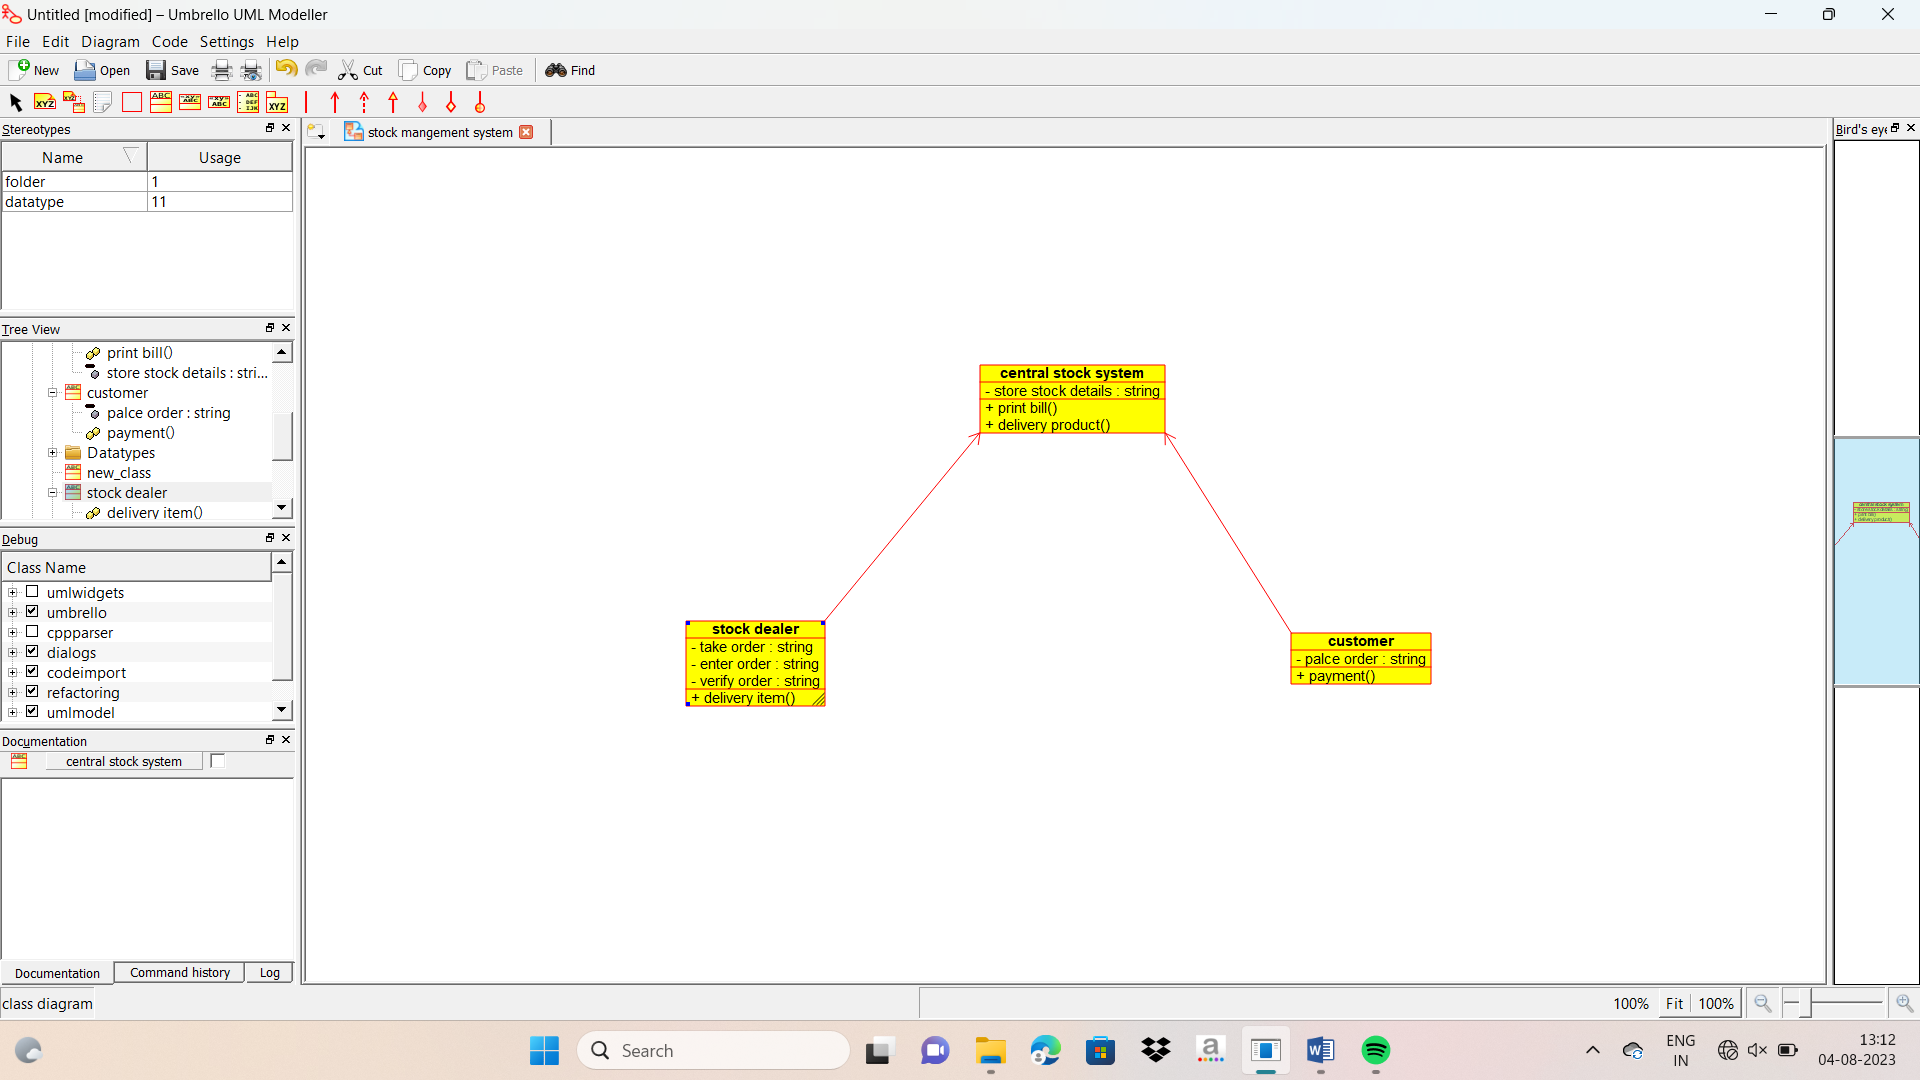 Untitled [modified] – Umbrello UML Modeller
File Edit Diagram Code Settings Help
New Open Save Cut Copy Paste Find
Stereotypes
Name Usage
folder 1
datatype 11
Tree View
print bill()
store stock details : stri...
customer
palce order : string
payment()
Datatypes
new_class
stock dealer
delivery item()
Debug
Class Name
umlwidgets
umbrello
cppparser
dialogs
codeimport
refactoring
umlmodel
Documentation
central stock system
Documentation Command history Log
class diagram
stock mangement system
central stock system
- store stock details : string
+ print bill()
+ delivery product()
stock dealer
- take order : string
- enter order : string
- verify order : string
+ delivery item()
customer
- palce order : string
+ payment()
Bird's eye
100% Fit 100%
Search
ENG
IN
13:12
04-08-2023